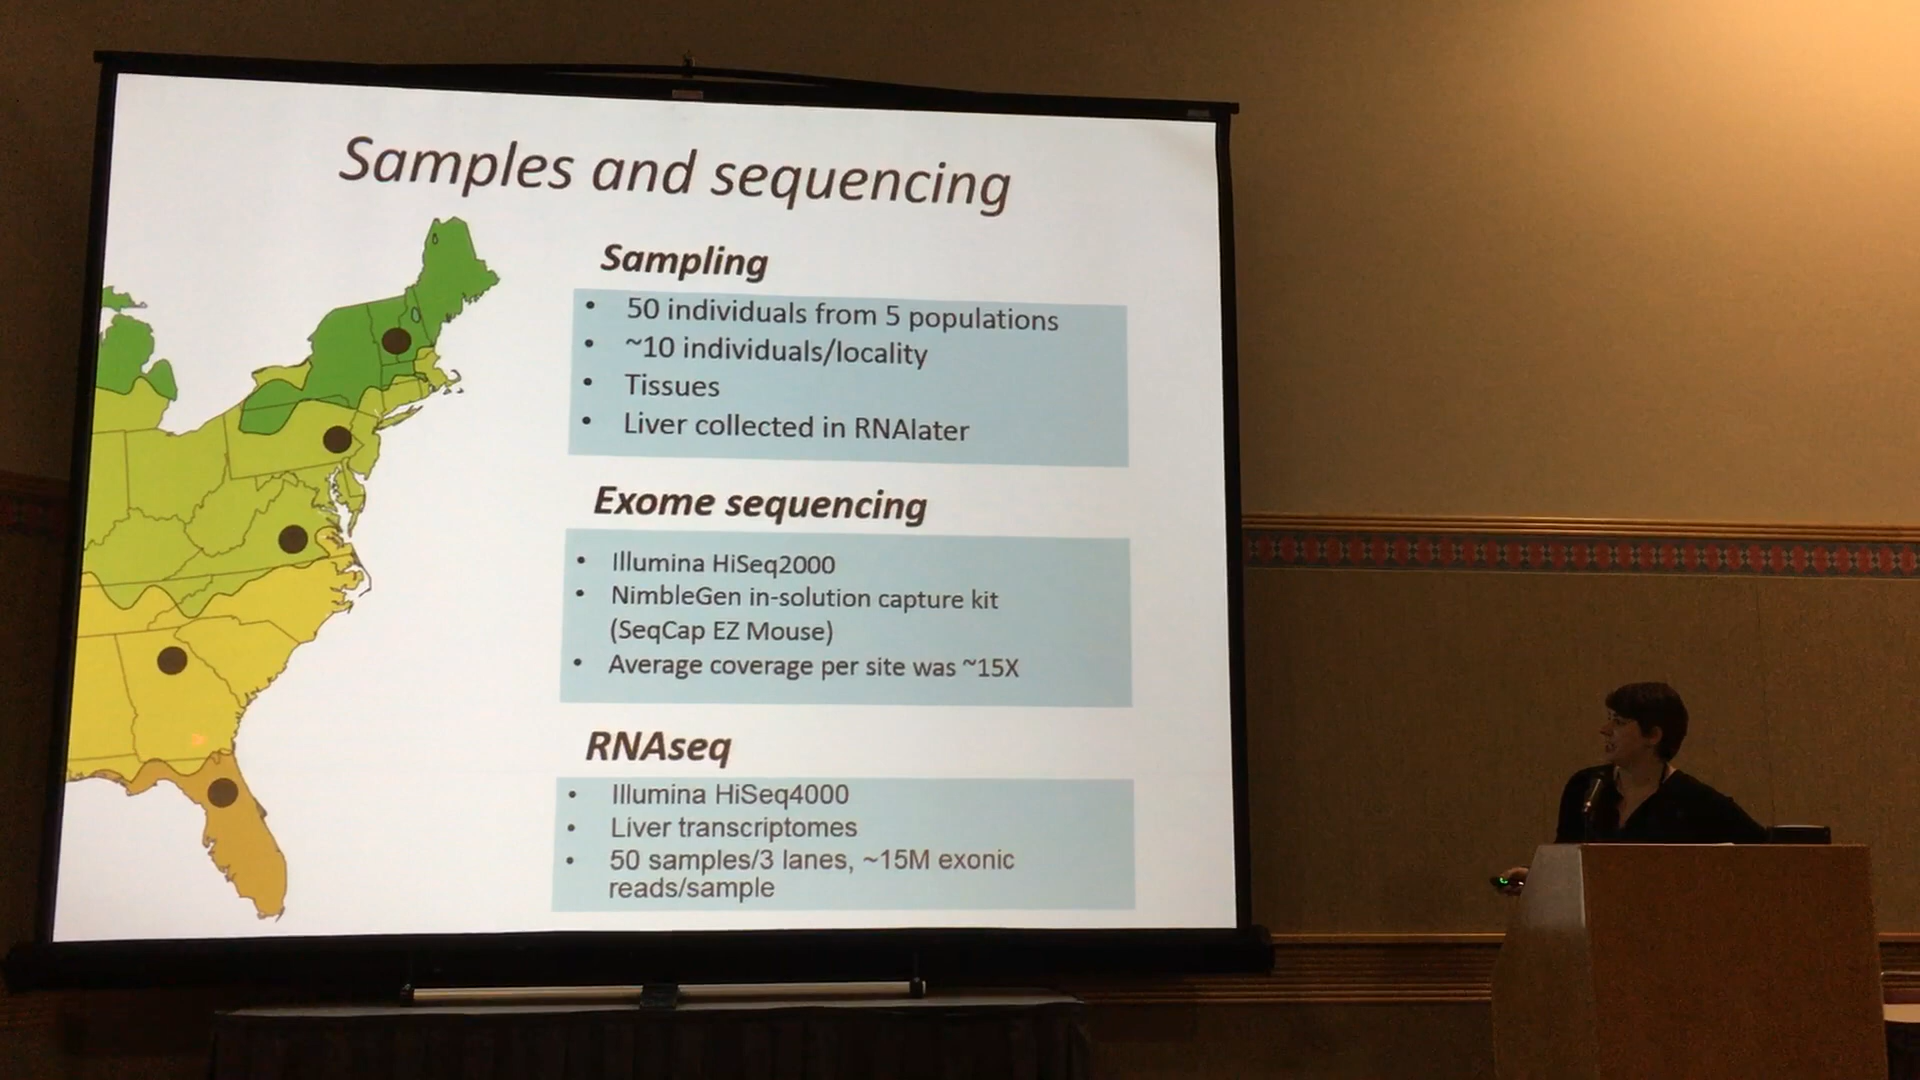 Samples and sequencing
Sampling
• 50 individuals from 5 populations
• ~10 individuals/locality
• Tissues
• Liver collected in RNAlater
Exome sequencing
• Illumina HiSeq2000
• NimbleGen in-solution capture kit
(SeqCap EZ Mouse)
• Average coverage per site was ~15X
RNAseq
• Illumina HiSeq4000
• Liver transcriptomes
• 50 samples/3 lanes, ~15M exonic
reads/sample